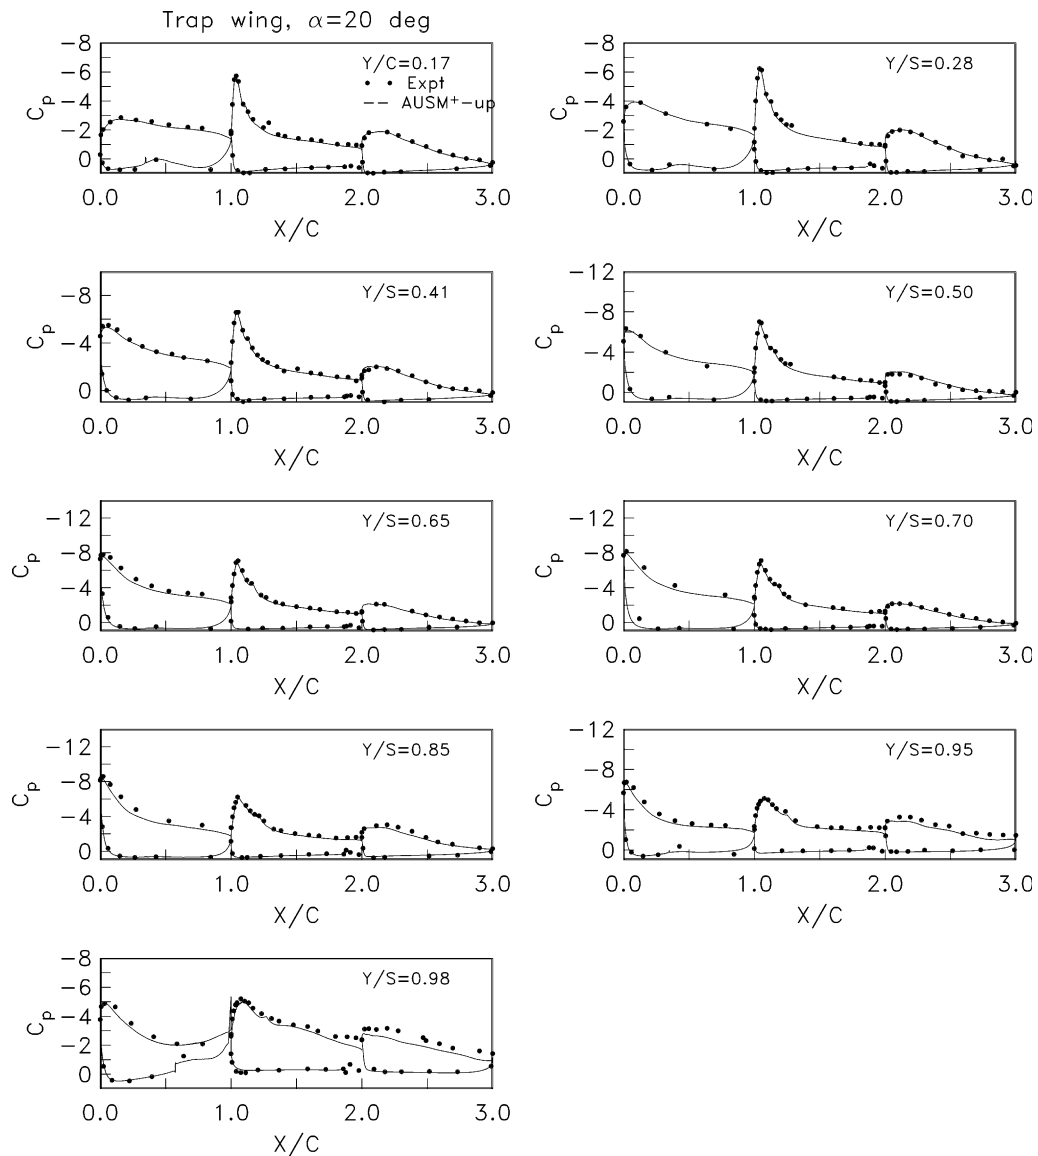 Trap wing, α=20 deg
−8
−6
−4
−2
0
Cp
Y/C=0.17
Expt
AUSM+−up
0.0 1.0 2.0 3.0
X/C
−8
−6
−4
−2
0
Cp
Y/S=0.28
0.0 1.0 2.0 3.0
X/C
−8
−4
0
Cp
Y/S=0.41
0.0 1.0 2.0 3.0
X/C
−12
−8
−4
0
Cp
Y/S=0.50
0.0 1.0 2.0 3.0
X/C
−12
−8
−4
0
Cp
Y/S=0.65
0.0 1.0 2.0 3.0
X/C
−12
−8
−4
0
Cp
Y/S=0.70
0.0 1.0 2.0 3.0
X/C
−12
−8
−4
0
Cp
Y/S=0.85
0.0 1.0 2.0 3.0
X/C
−12
−8
−4
0
Cp
Y/S=0.95
0.0 1.0 2.0 3.0
X/C
−8
−6
−4
−2
0
Cp
Y/S=0.98
0.0 1.0 2.0 3.0
X/C